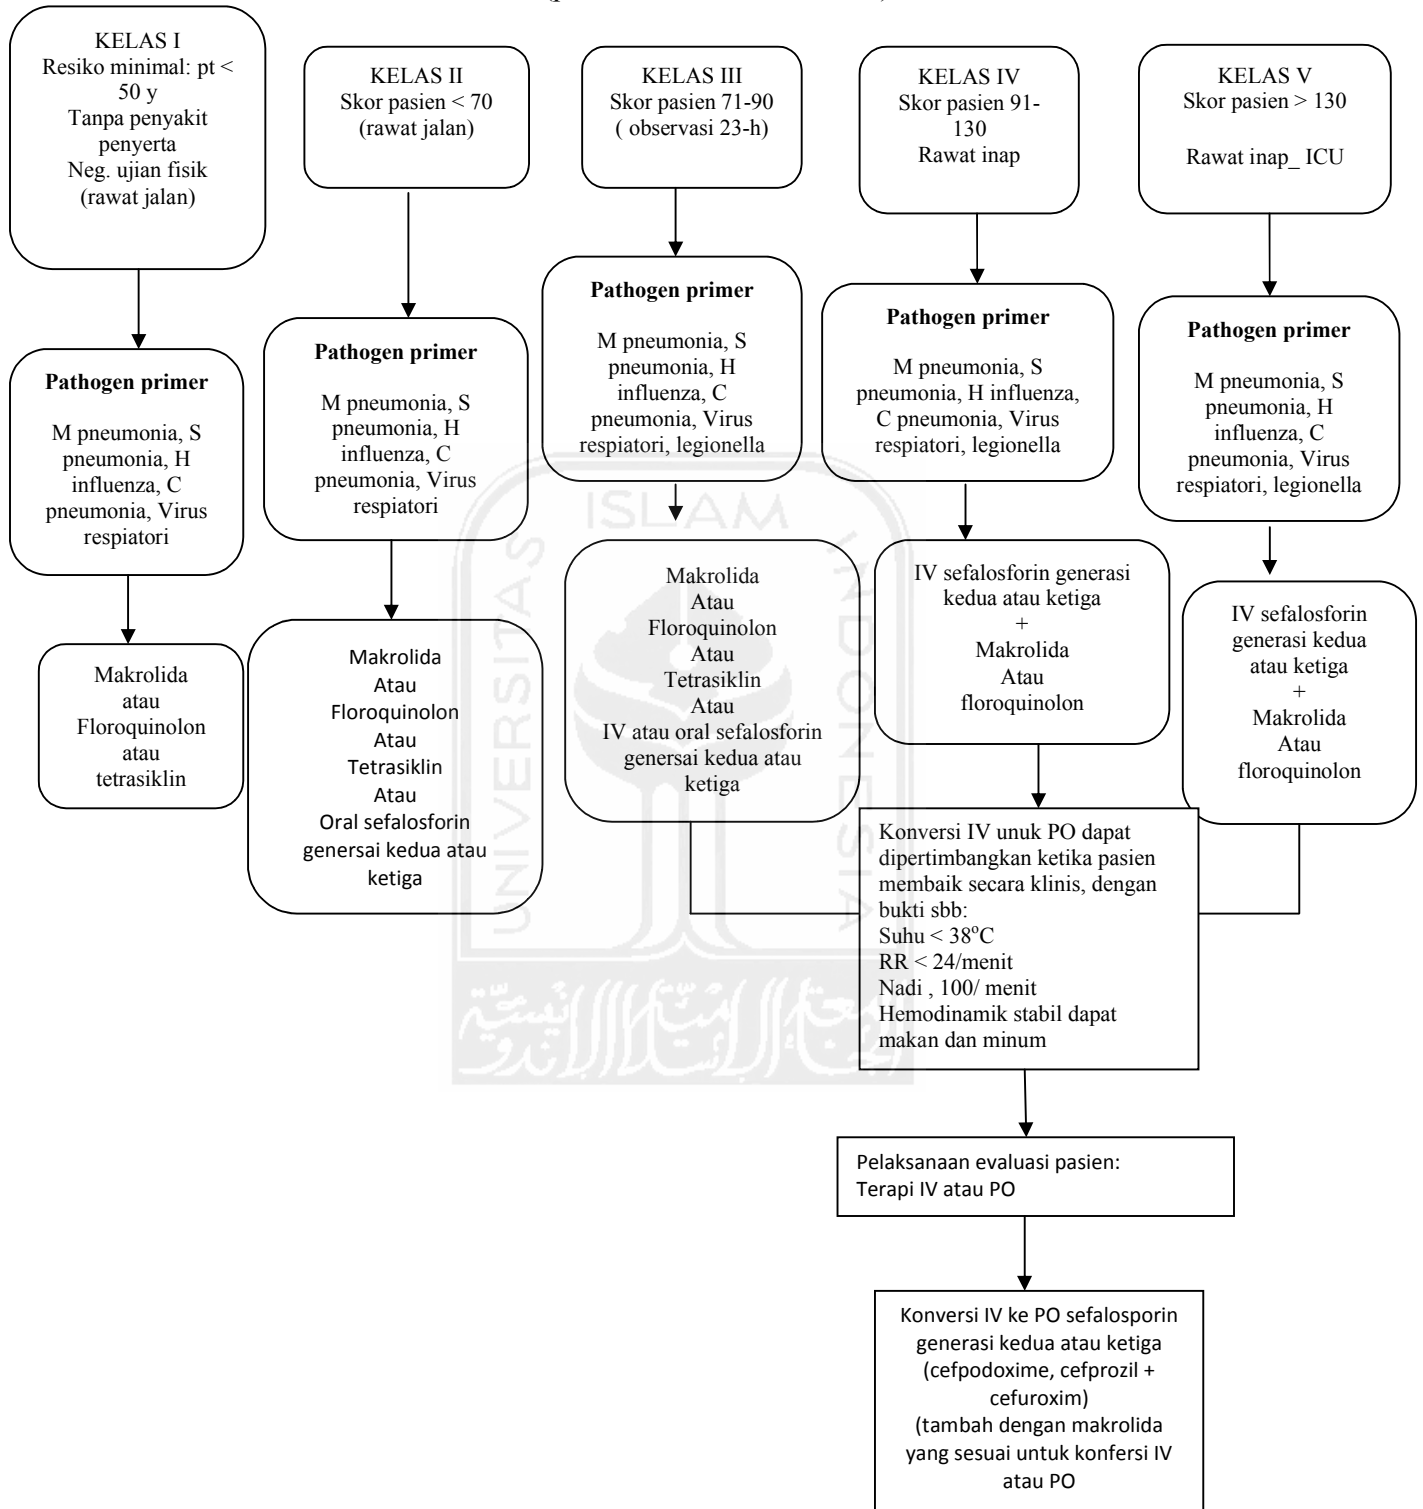 KELAS I
Resiko minimal: pt <
50 y
Tanpa penyakit
penyerta
Neg. ujian fisik
(rawat jalan)
KELAS II
Skor pasien < 70
(rawat jalan)
KELAS III
Skor pasien 71-90
( observasi 23-h)
KELAS IV
Skor pasien 91-
130
Rawat inap
KELAS V
Skor pasien > 130
Rawat inap_ ICU
Pathogen primer
M pneumonia, S
pneumonia, H
influenza, C
pneumonia, Virus
respiatori
Pathogen primer
M pneumonia, S
pneumonia, H
influenza, C
pneumonia, Virus
respiatori
Pathogen primer
M pneumonia, S
pneumonia, H
influenza, C
pneumonia, Virus
respiatori, legionella
Pathogen primer
M pneumonia, S
pneumonia, H influenza,
C pneumonia, Virus
respiatori, legionella
Pathogen primer
M pneumonia, S
pneumonia, H
influenza, C
pneumonia, Virus
respiatori, legionella
Makrolida
atau
Floroquinolon
atau
tetrasiklin
Makrolida
Atau
Floroquinolon
Atau
Tetrasiklin
Atau
Oral sefalosforin
genersai kedua atau
ketiga
Makrolida
Atau
Floroquinolon
Atau
Tetrasiklin
Atau
IV atau oral sefalosforin
genersai kedua atau
ketiga
IV sefalosforin generasi
kedua atau ketiga
+
Makrolida
Atau
floroquinolon
IV sefalosforin
generasi kedua
atau ketiga
+
Makrolida
Atau
floroquinolon
Konversi IV unuk PO dapat
dipertimbangkan ketika pasien
membaik secara klinis, dengan
bukti sbb:
Suhu < 38°C
RR < 24/menit
Nadi , 100/ menit
Hemodinamik stabil dapat
makan dan minum
Pelaksanaan evaluasi pasien:
Terapi IV atau PO
Konversi IV ke PO sefalosporin
generasi kedua atau ketiga
(cefpodoxime, cefprozil +
cefuroxim)
(tambah dengan makrolida
yang sesuai untuk konfersi IV
atau PO
UNIVERSITAS
ISLAM
INDONESIA